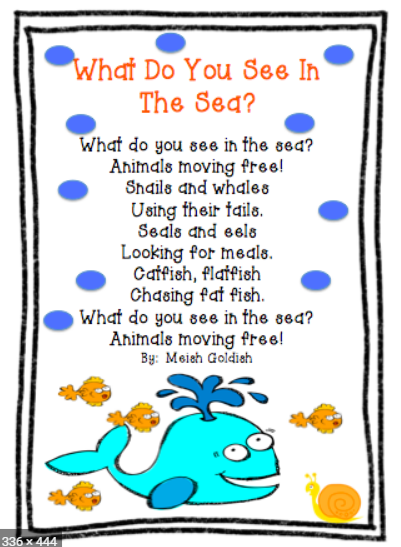 What Do You See In
The Sea?
What do you see in the sea?
Animals moving free!
Snails and whales
Using their tails.
Seals and eels
Looking for meals.
Catfish, flatfish
Chasing fat fish.
What do you see in the sea?
Animals moving free!
By: Meish Goldish
336 × 444